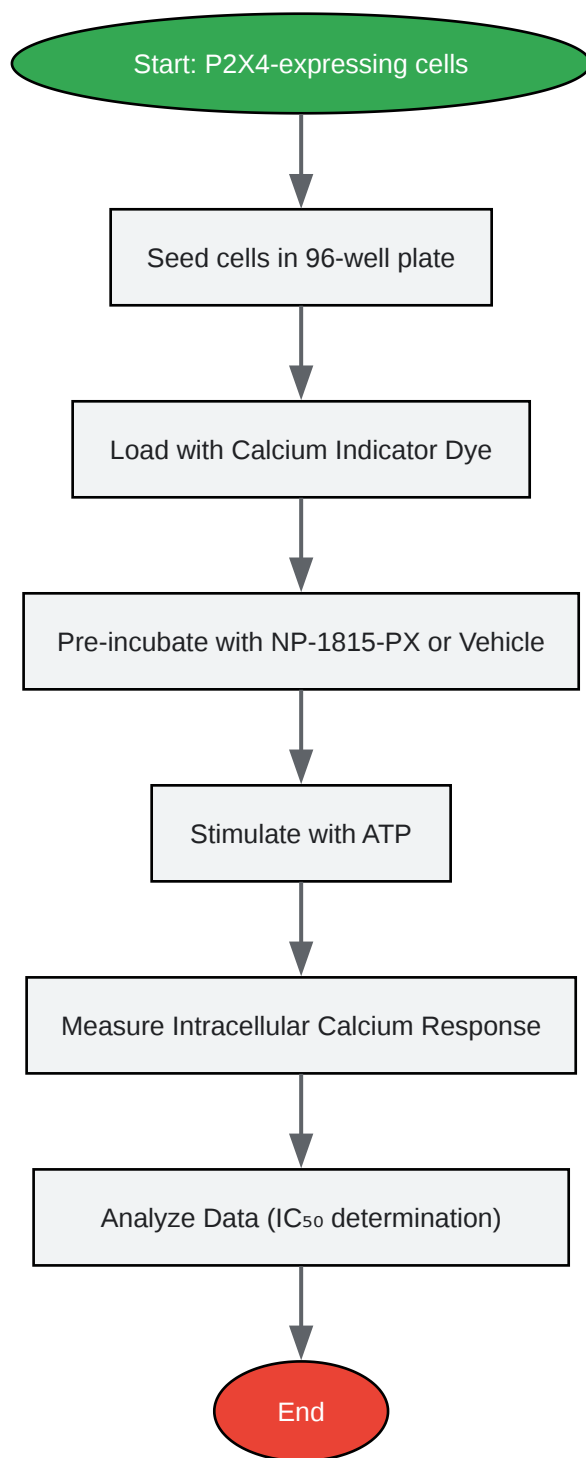 Start: P2X4-expressing cells
Seed cells in 96-well plate
Load with Calcium Indicator Dye
Pre-incubate with NP-1815-PX or Vehicle
Stimulate with ATP
Measure Intracellular Calcium Response
Analyze Data (IC₅₀ determination)
End